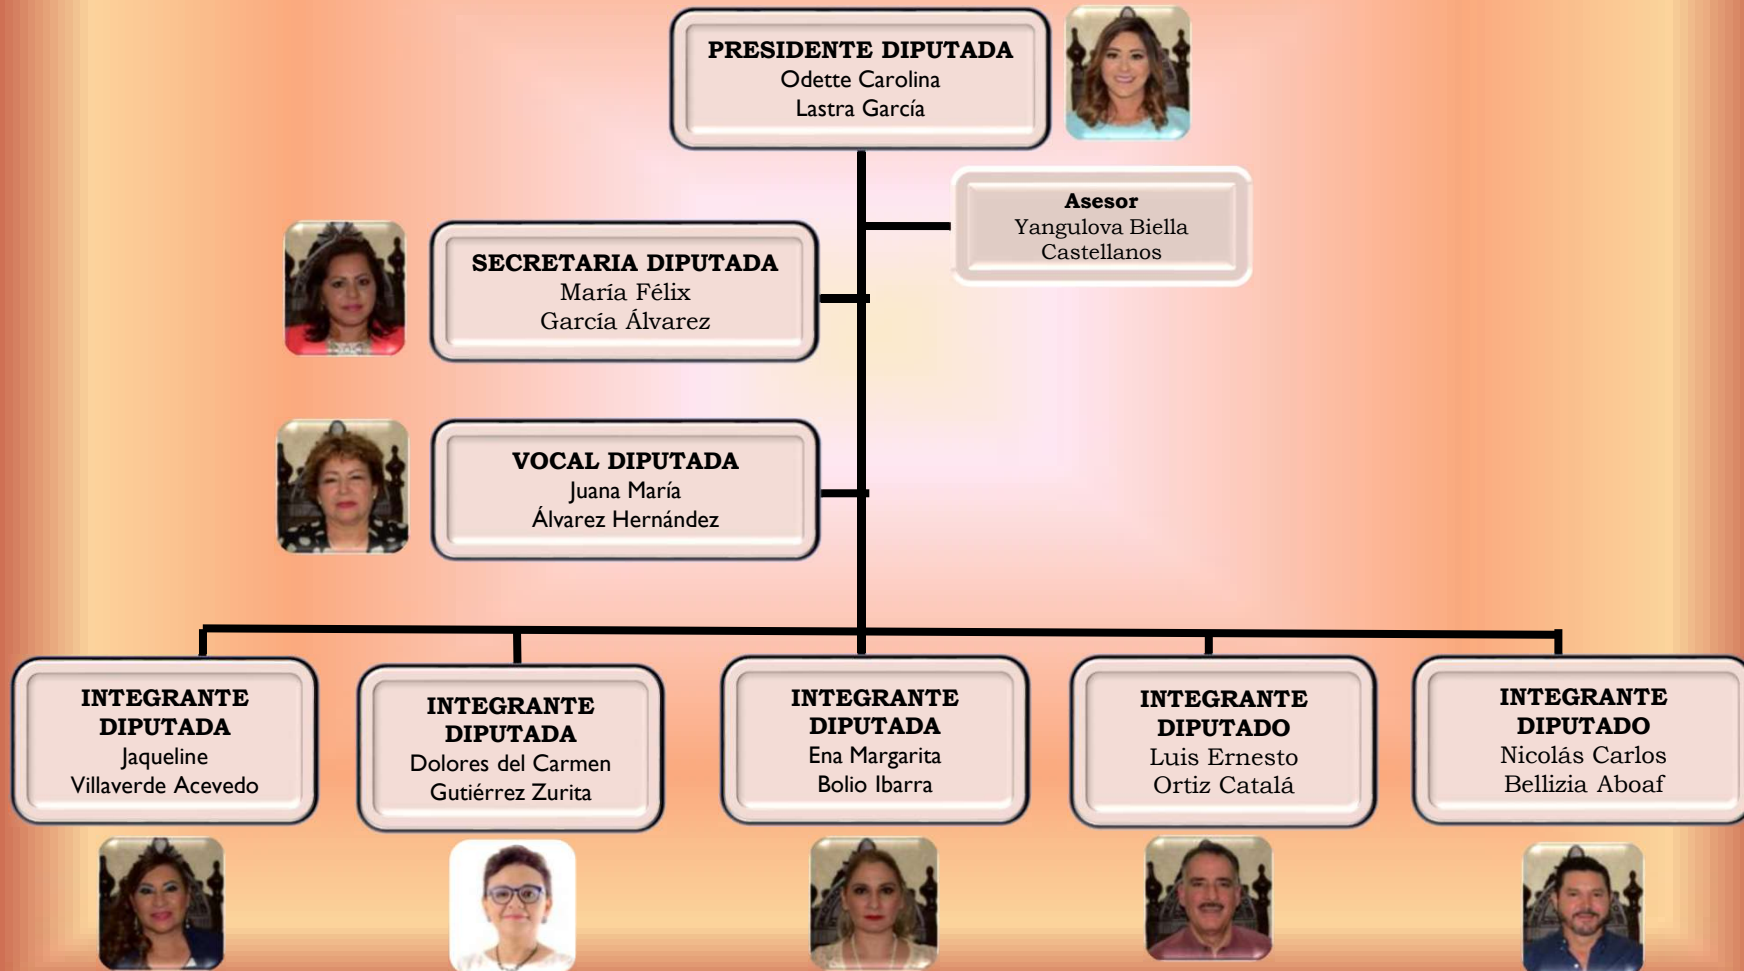 PRESIDENTE DIPUTADA
Odette Carolina
Lastra García
Asesor
Yangulova Biella
Castellanos
SECRETARIA DIPUTADA
María Félix
García Álvarez
VOCAL DIPUTADA
Juana María
Álvarez Hernández
INTEGRANTE
DIPUTADA
Jaqueline
Villaverde Acevedo
INTEGRANTE
DIPUTADA
Dolores del Carmen
Gutiérrez Zurita
INTEGRANTE
DIPUTADA
Ena Margarita
Bolio Ibarra
INTEGRANTE
DIPUTADO
Luis Ernesto
Ortiz Catalá
INTEGRANTE
DIPUTADO
Nicolás Carlos
Bellizia Aboaf